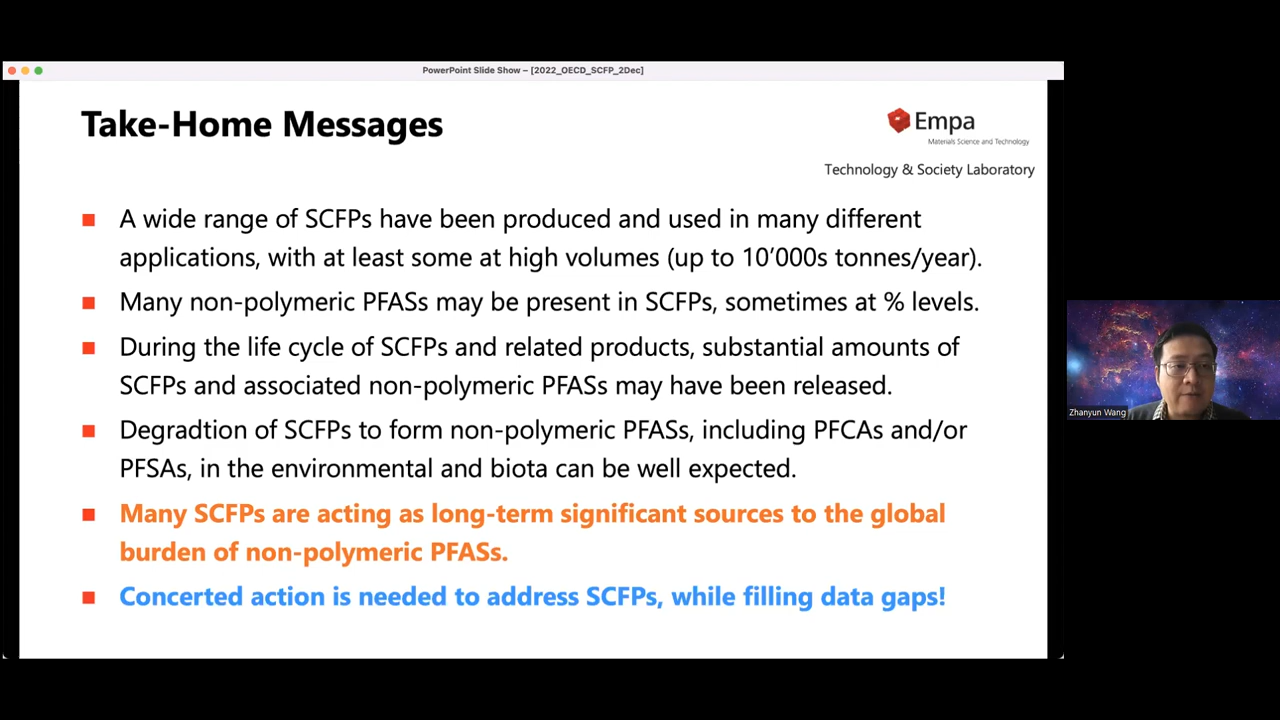 PowerPoint Slide Show – [2022_OECD_SCFP_2Dec]
Take-Home Messages
Empa
Materials Science and Technology
Technology & Society Laboratory
A wide range of SCFPs have been produced and used in many different
applications, with at least some at high volumes (up to 10’000s tonnes/year).
Many non-polymeric PFASs may be present in SCFPs, sometimes at % levels.
During the life cycle of SCFPs and related products, substantial amounts of
SCFPs and associated non-polymeric PFASs may have been released.
Degradtion of SCFPs to form non-polymeric PFASs, including PFCAs and/or
PFSAs, in the environmental and biota can be well expected.
Many SCFPs are acting as long-term significant sources to the global
burden of non-polymeric PFASs.
Concerted action is needed to address SCFPs, while filling data gaps!
Zhanyun Wang